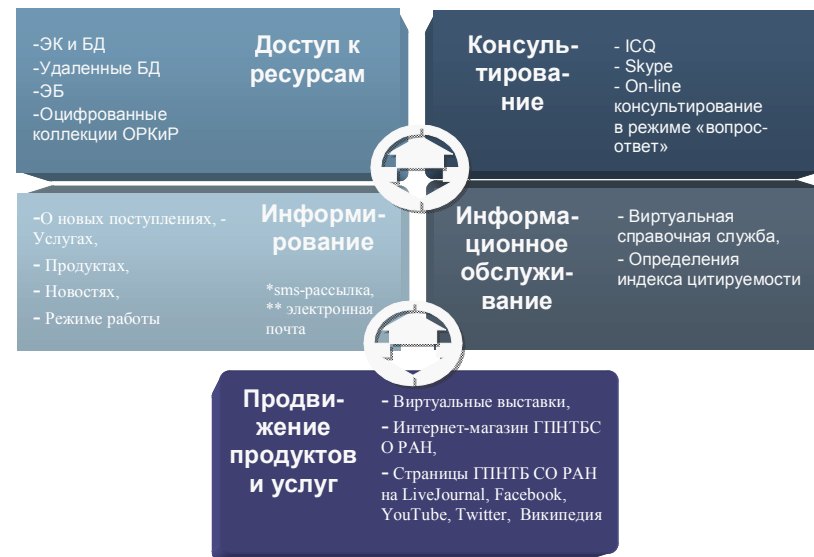 -ЭК и БД
-Удаленные БД
-ЭБ
-Оцифрованные
коллекции ОРКиР
Доступ к
ресурсам
Консуль-
тирова-
ние
- ICQ
- Skype
- On-line
консультирование
в режиме «вопрос-
ответ»
-О новых поступлениях, -
Услугах,
- Продуктах,
- Новостях,
- Режиме работы
Информи-
рование
*sms-рассылка,
** электронная
почта
Информа-
ционное
обслужи-
вание
- Виртуальная
справочная служба,
- Определения
индекса цитируемости
Продви-
жение
продуктов
и услуг
- Виртуальные выставки,
- Интернет-магазин ГПНТБС
О РАН,
- Страницы ГПНТБ СО РАН
на LiveJournal, Facebook,
YouTube, Twitter, Википедия